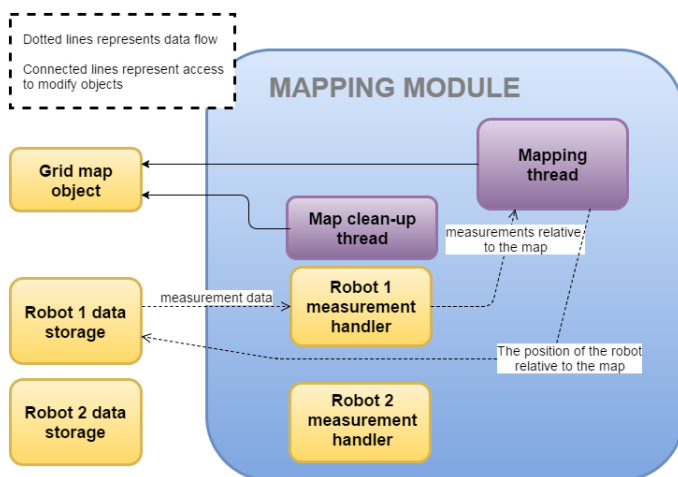 Dotted lines represents data flow
Connected lines represent access
to modify objects
MAPPING MODULE
Grid map
object
Mapping
thread
Map clean-up
thread
measurements relative
to the map
Robot 1 data
storage
measurement data
Robot 1
measurement
handler
The position of the robot
relative to the map
Robot 2 data
storage
Robot 2
measurement
handler